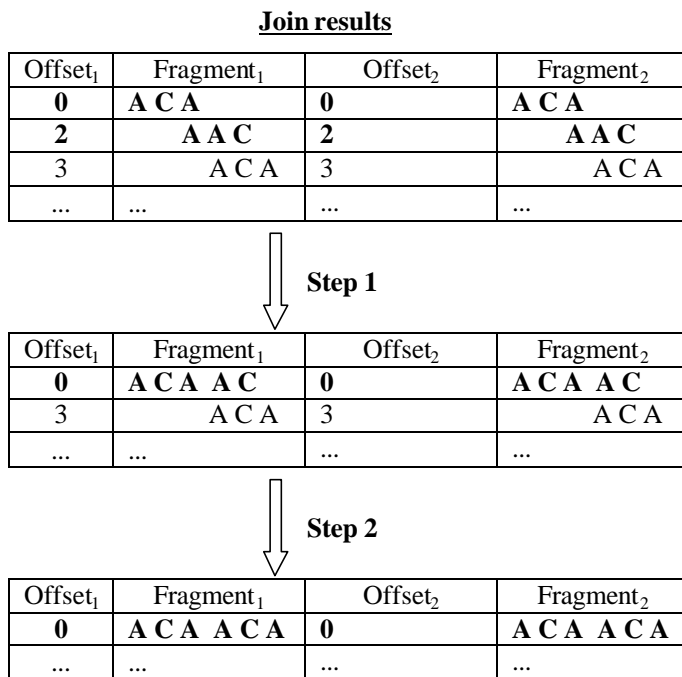 Join results
Offset₁ Fragment₁ Offset₂ Fragment₂
0 A C A 0 A C A
2 A A C 2 A A C
3 A C A 3 A C A
... ... ... ...
Step 1
Offset₁ Fragment₁ Offset₂ Fragment₂
0 A C A A C 0 A C A A C
3 A C A 3 A C A
... ... ... ...
Step 2
Offset₁ Fragment₁ Offset₂ Fragment₂
0 A C A A C A 0 A C A A C A
... ... ... ...